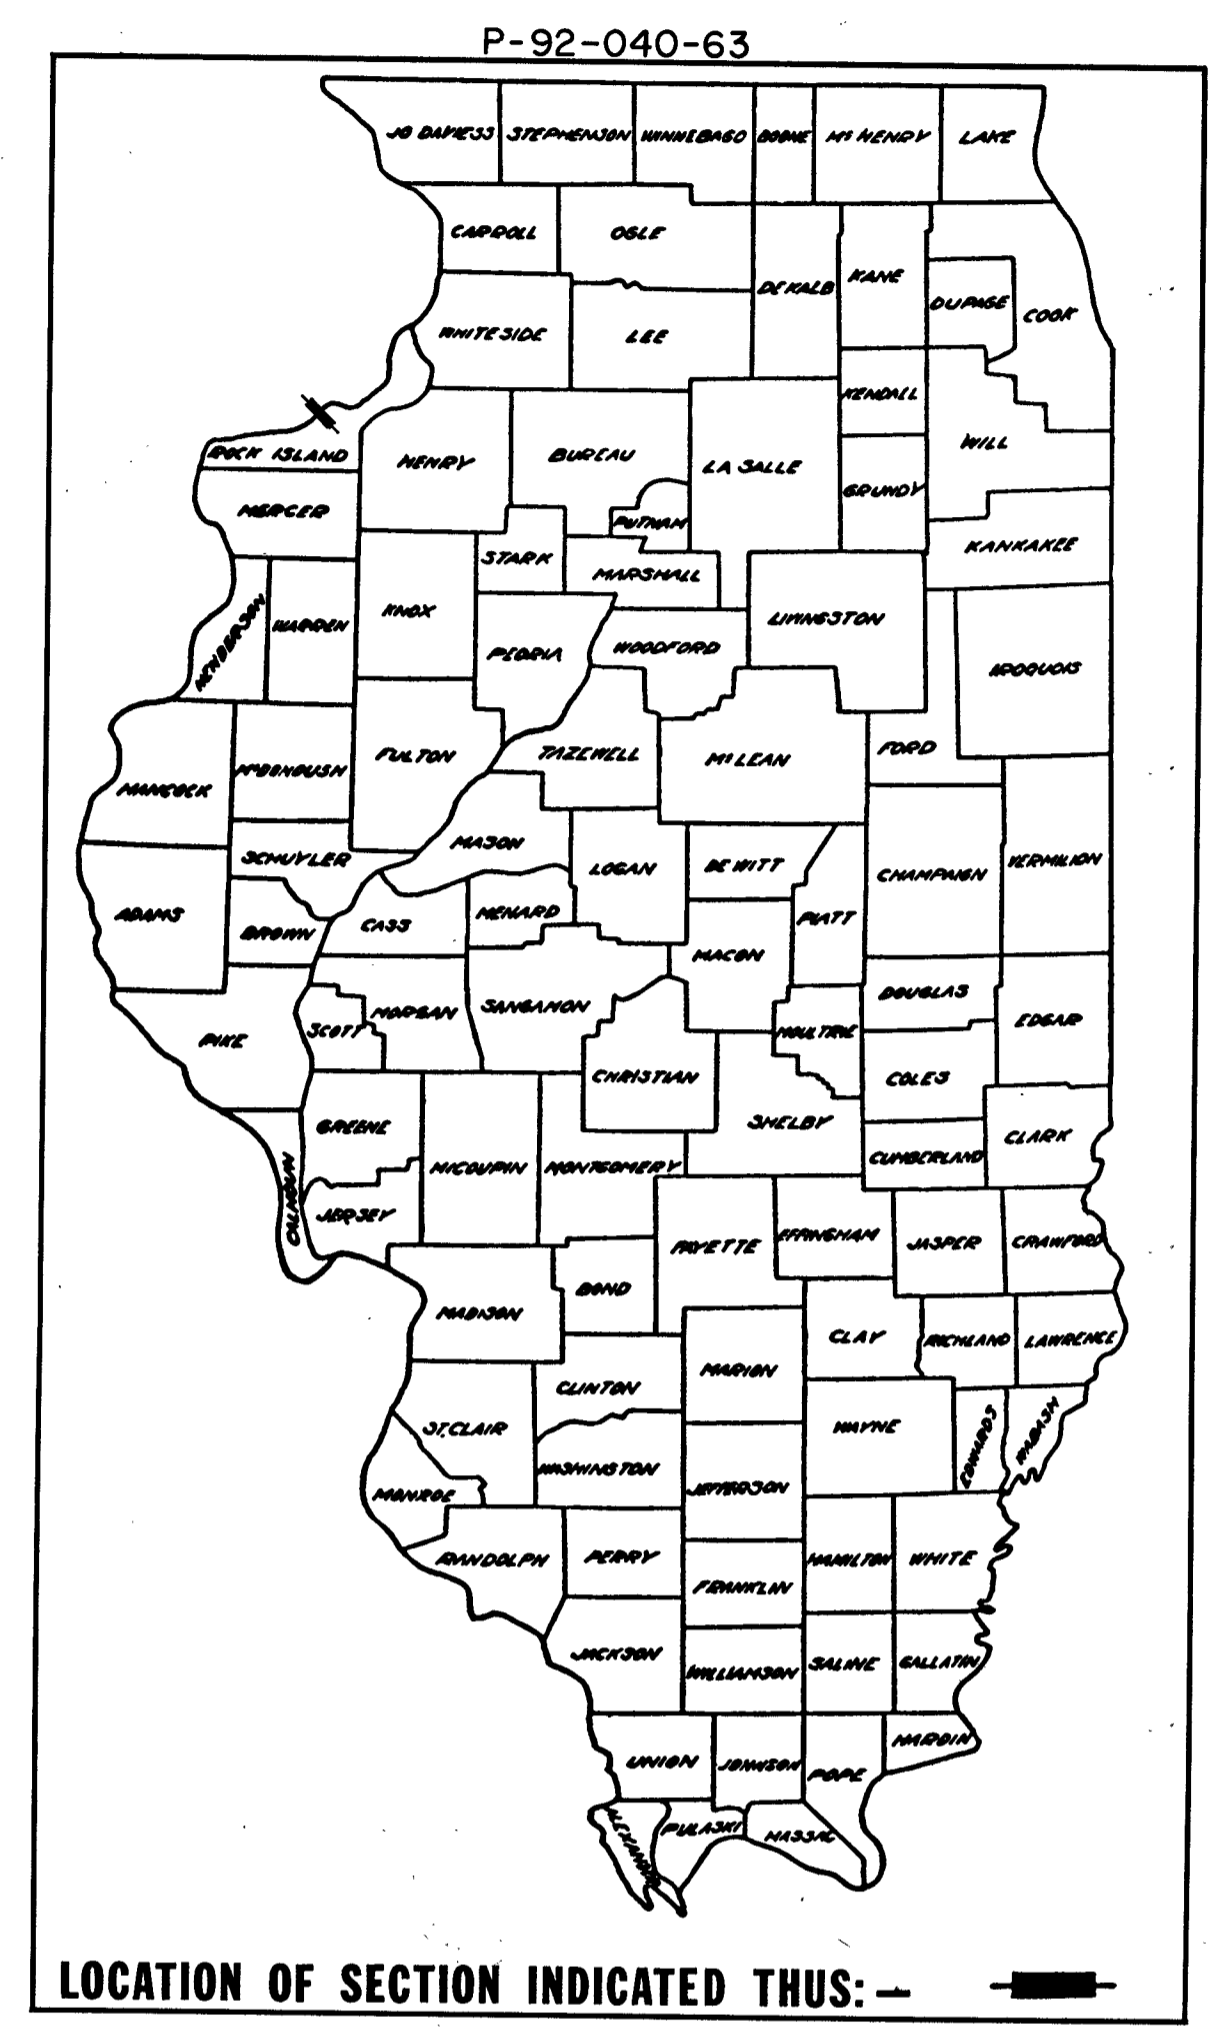 P-92-040-63
JO DAVIESS STEPHENSON WINNEBAGO BOONE McHENRY LAKE
CARROLL OGLE
DEKALB KANE
DUPAGE COOK
WHITESIDE LEE
KENDALL
ROCK ISLAND HENRY BUREAU LA SALLE WILL
GRUNDY
MERCER PUTNAM
STARK MARSHALL KANKAKEE
HENDERSON WARREN KNOX LIVINGSTON
PEORIA WOODFORD IROQUOIS
HANCOCK McDONOUGH FULTON TAZEWELL McLEAN FORD
SCHUYLER MASON LOGAN DEWITT CHAMPAIGN VERMILION
ADAMS BROWN CASS MENARD PIATT
MACON
PIKE SCOTT MORGAN SANGAMON DOUGLAS EDGAR
MOULTRIE
CHRISTIAN COLES
GREENE SHELBY CLARK
CALHOUN MACOUPIN MONTGOMERY CUMBERLAND
JERSEY
FAYETTE EFFINGHAM JASPER CRAWFORD
MADISON BOND
CLAY RICHLAND LAWRENCE
CLINTON MARION
ST. CLAIR WAYNE EDWARDS WABASH
MONROE WASHINGTON JEFFERSON
RANDOLPH PERRY HAMILTON WHITE
FRANKLIN
JACKSON WILLIAMSON SALINE GALLATIN
UNION JOHNSON POPE HARDIN
ALEXANDER PULASKI MASSAC
LOCATION OF SECTION INDICATED THUS:–